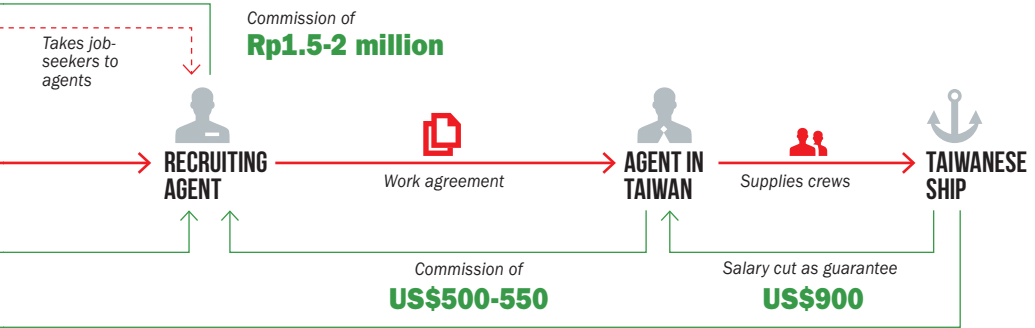 Commission of
Rp1.5-2 million
Takes job-
seekers to
agents
RECRUITING
AGENT
Work agreement
AGENT IN
TAIWAN
Supplies crews
TAIWANESE
SHIP
Commission of
US$500-550
Salary cut as guarantee
US$900